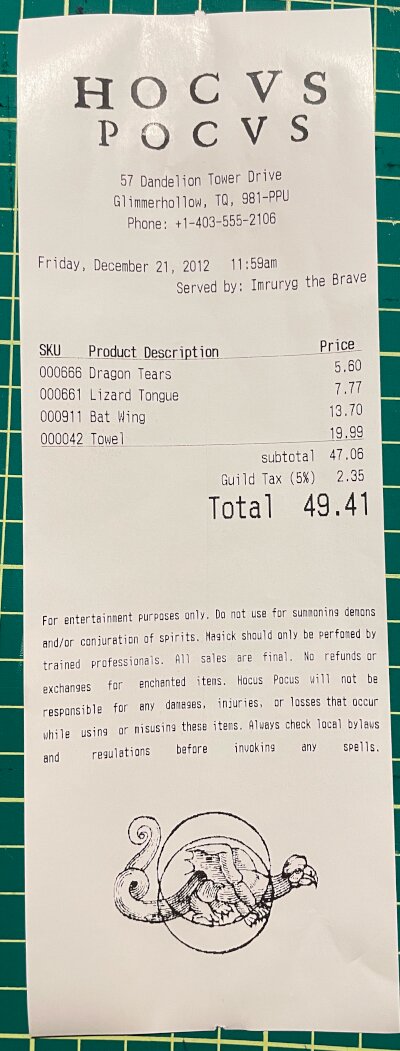 HOCVS
POCVS
57 Dandelion Tower Drive
Glimmerhollow, TQ, 981-PPU
Phone: +1-403-555-2106
Friday, December 21, 2012 11:59am
Served by: Imruryg the Brave
SKU Product Description Price
000666 Dragon Tears 5.60
000661 Lizard Tongue 7.77
000911 Bat Wing 13.70
000042 Towel 19.99
subtotal 47.06
Guild Tax (5%) 2.35
Total 49.41
For entertainment purposes only. Do not use for summoning demons
and/or conjuration of spirits. Magick should only be perfomed by
trained professionals. All sales are final. No refunds or
exchanges for enchanted items. Hocus Pocus will not be
responsible for any damages, injuries, or losses that occur
while using or misusing these items. Always check local bylaws
and regulations before invoking any spells.